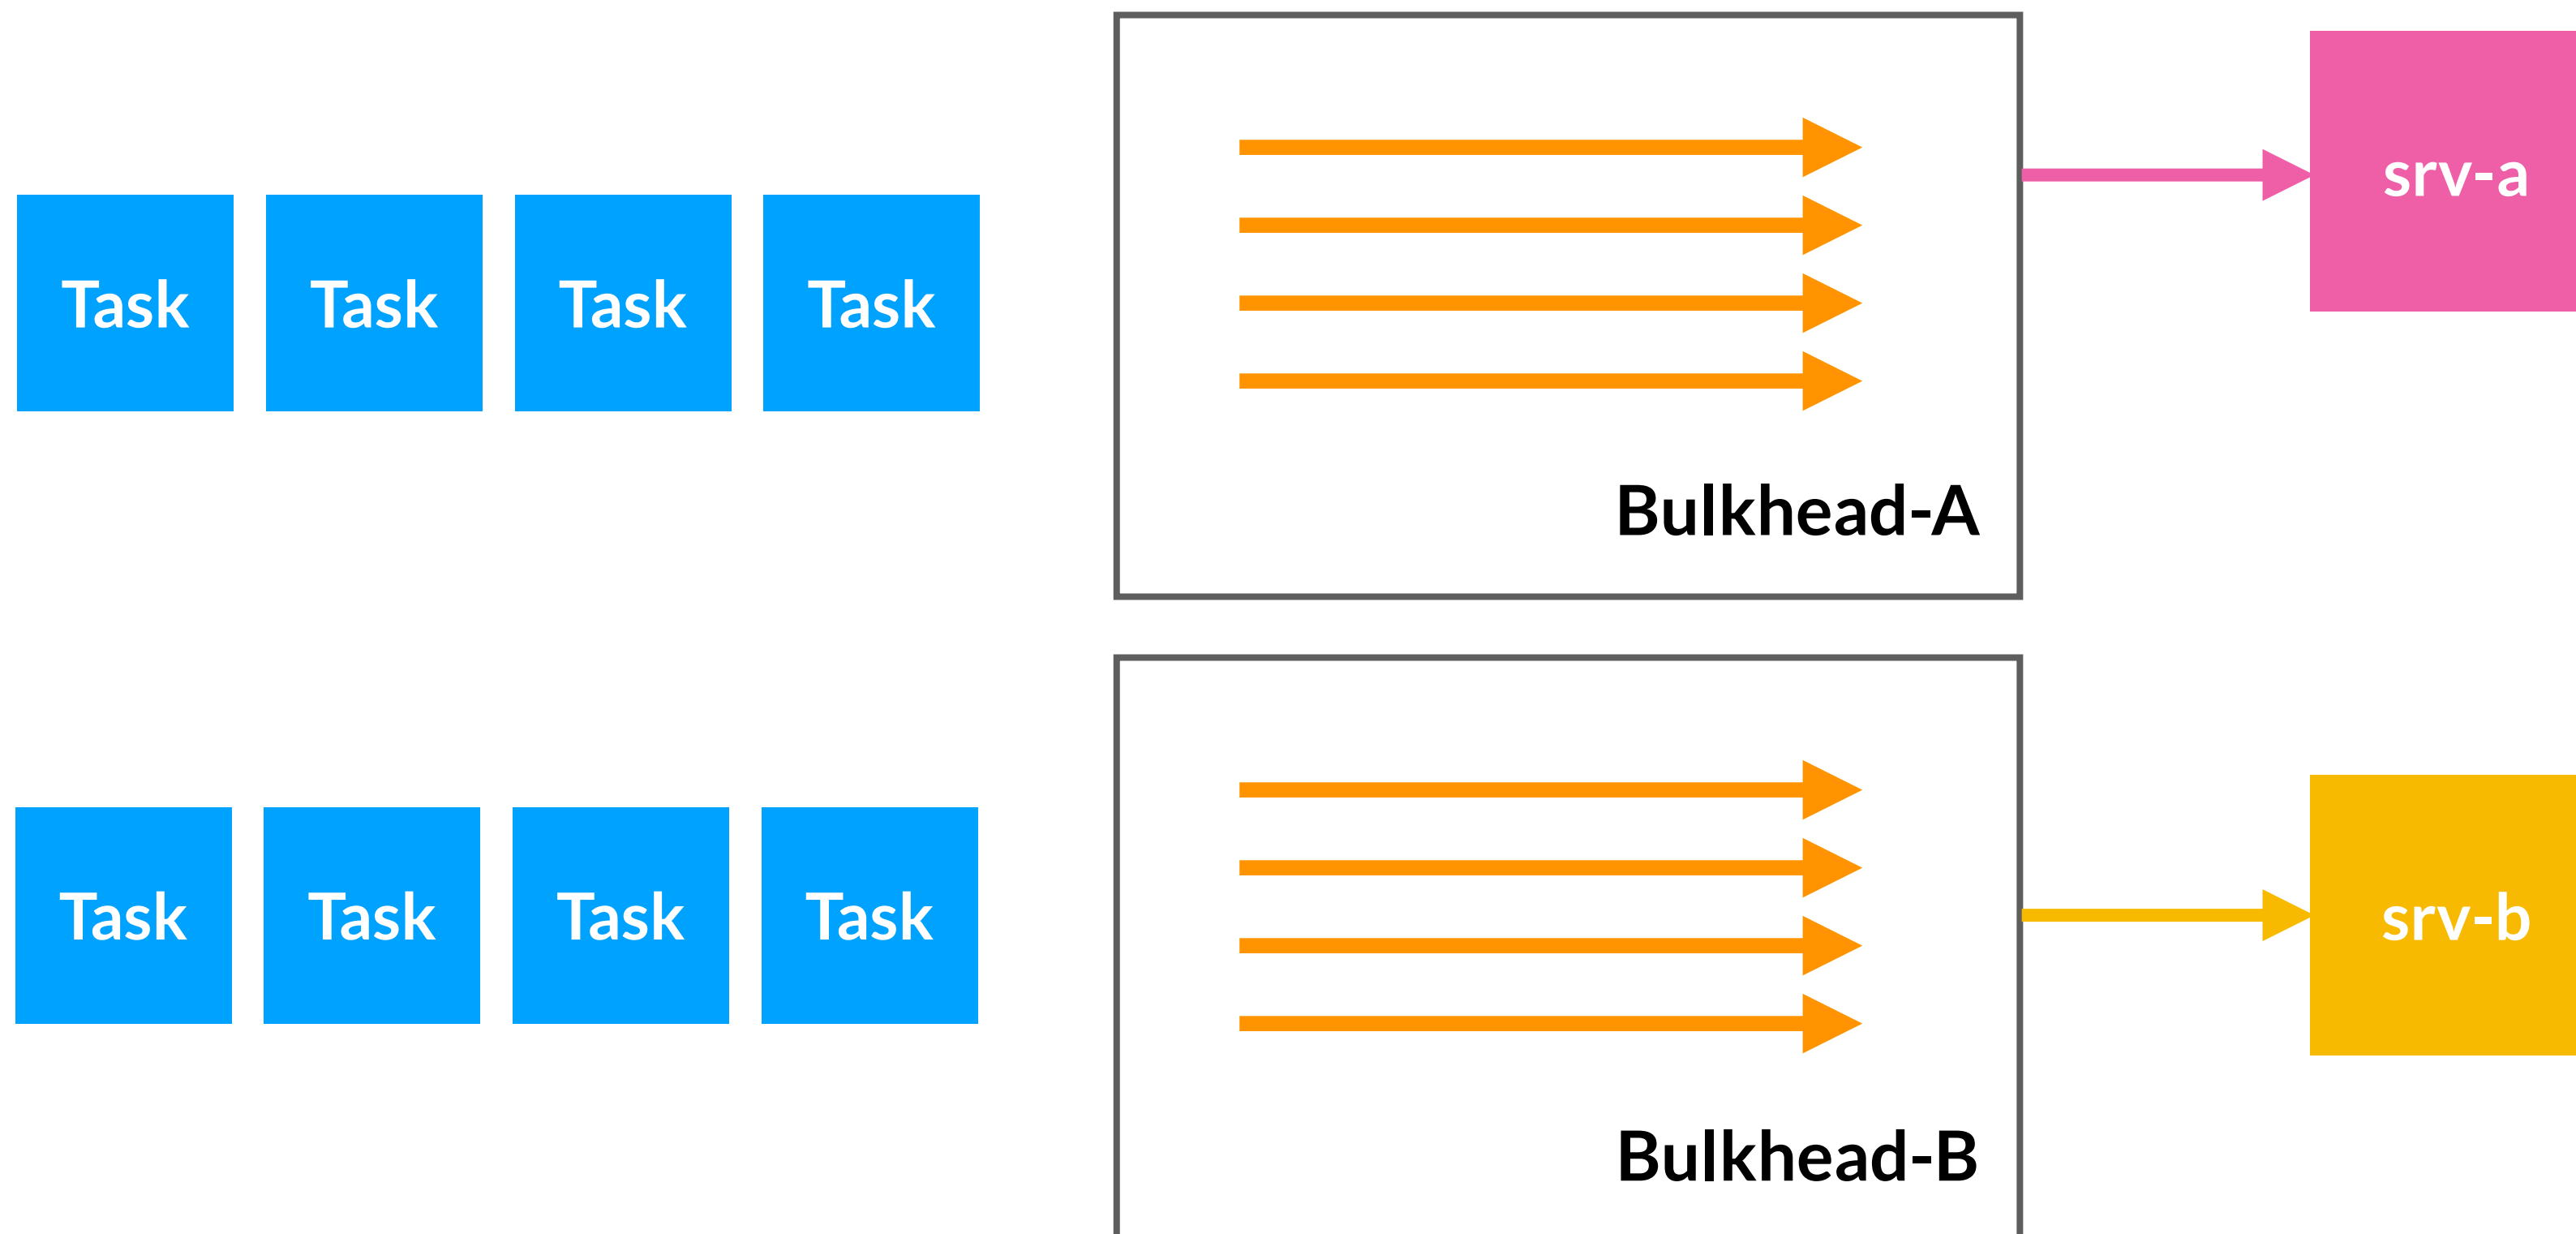 srv-a
Task Task Task Task
Bulkhead-A
Task Task Task Task
srv-b
Bulkhead-B